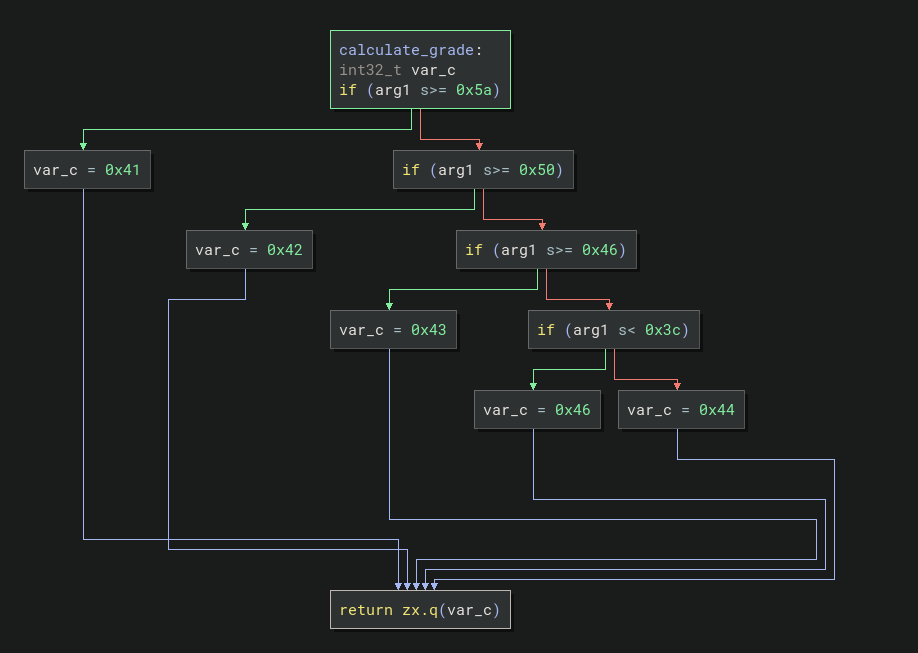 calculate_grade:
int32_t var_c
if (arg1 s>= 0x5a)
var_c = 0x41
if (arg1 s>= 0x50)
var_c = 0x42
if (arg1 s>= 0x46)
var_c = 0x43
if (arg1 s< 0x3c)
var_c = 0x46
var_c = 0x44
return zx.q(var_c)